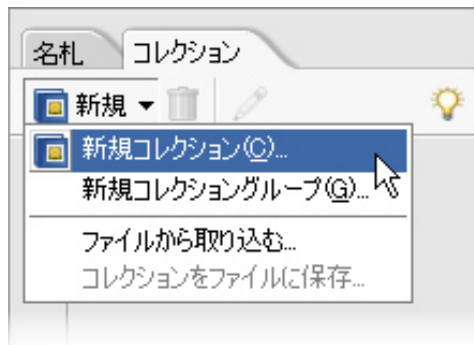 名札 コレクション
新規
新規コレクション(C)...
新規コレクショングループ(G)...
ファイルから取り込む...
コレクションをファイルに保存...